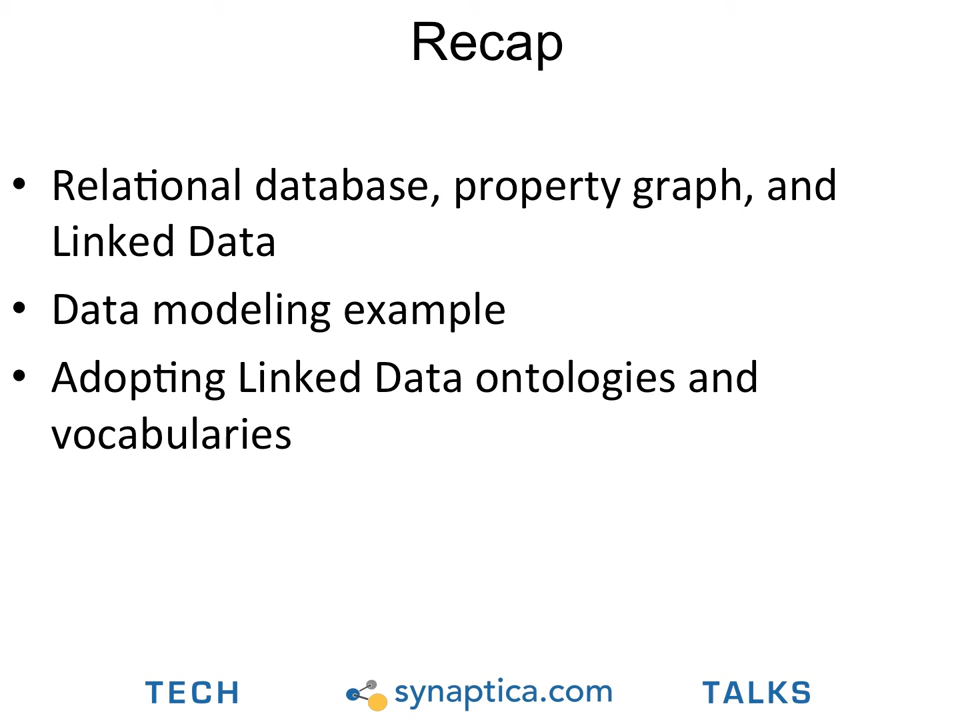 Recap
• Relational database, property graph, and
Linked Data
• Data modeling example
• Adopting Linked Data ontologies and
vocabularies
TECH synaptica.com TALKS